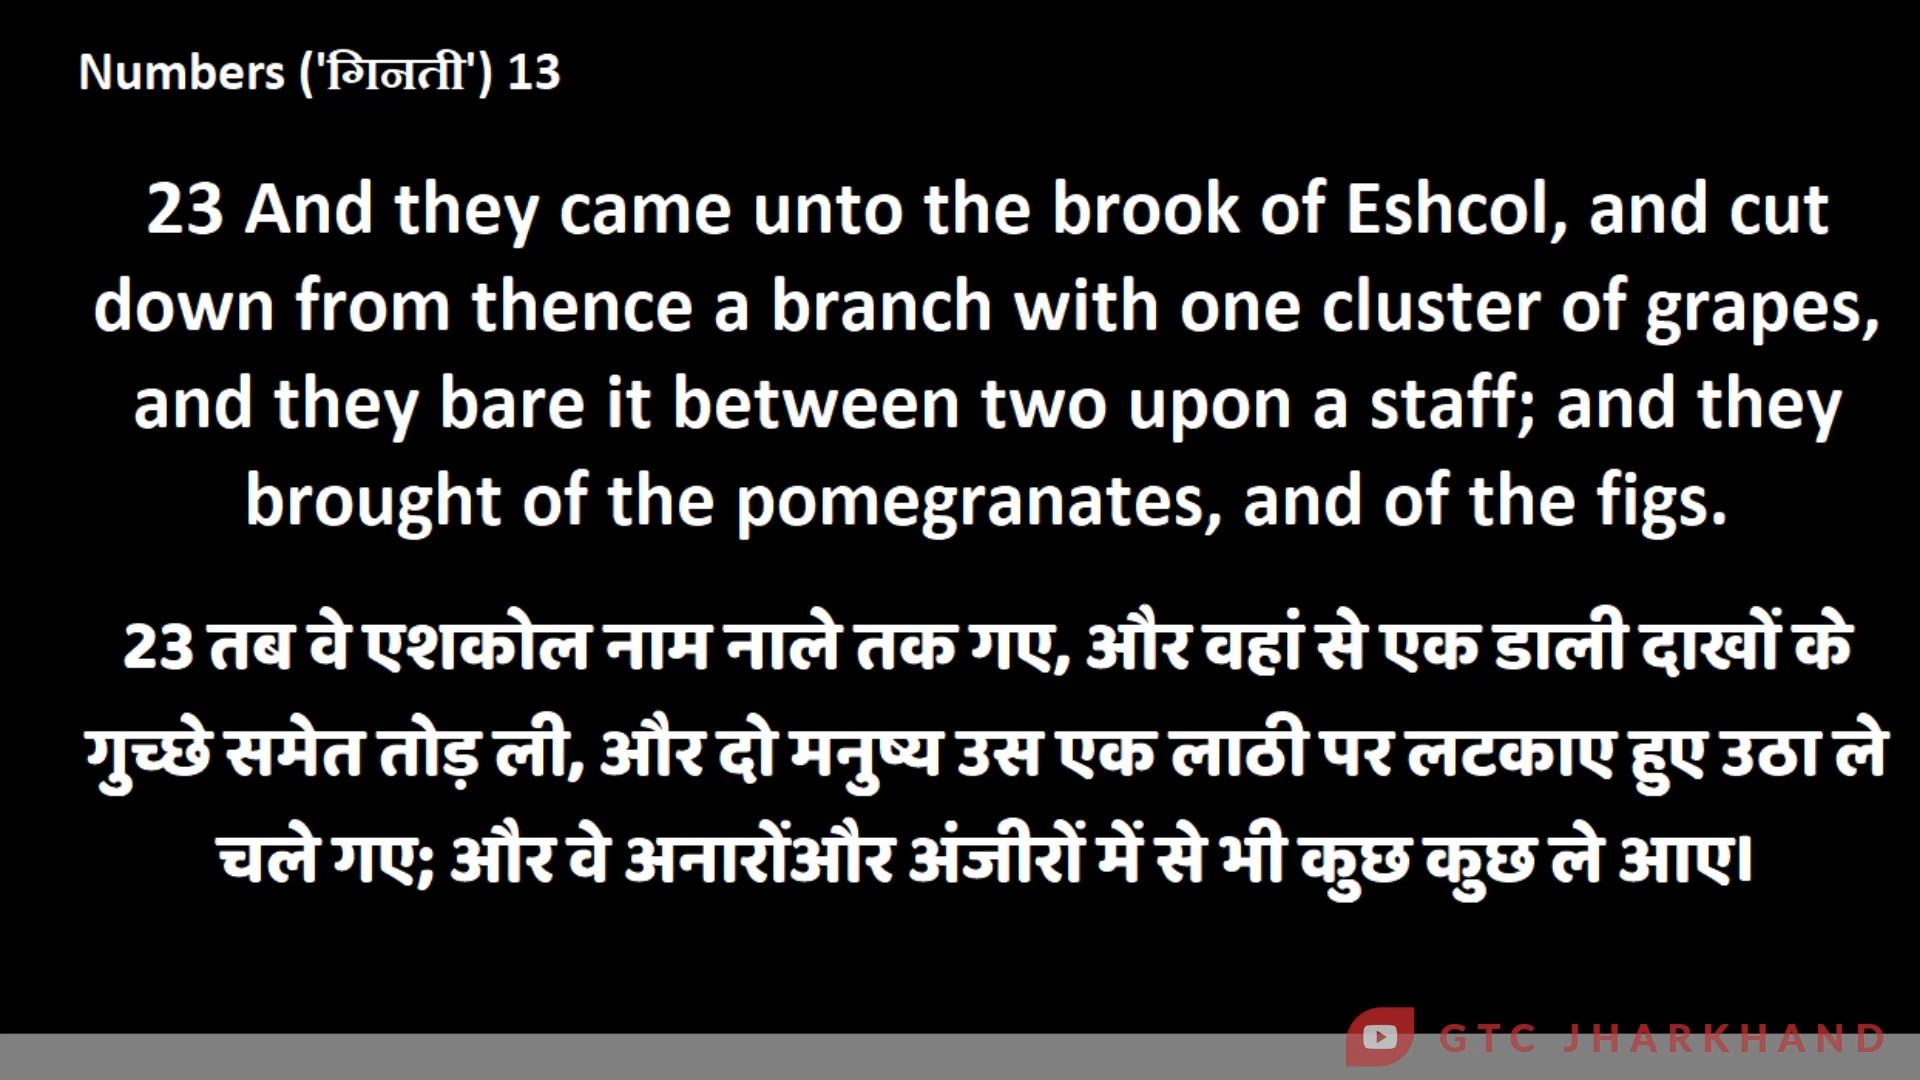 Numbers ('गिनती') 13
23 And they came unto the brook of Eshcol, and cut
down from thence a branch with one cluster of grapes,
and they bare it between two upon a staff; and they
brought of the pomegranates, and of the figs.
23 तब वे एशकोल नाम नाले तक गए, और वहां से एक डाली दाखों के
गुच्छे समेत तोड़ ली, और दो मनुष्य उस एक लाठी पर लटकाए हुए उठा ले
चले गए; और वे अनारोंऔर अंजीरों में से भी कुछ कुछ ले आए।
GTC JHARKHAND